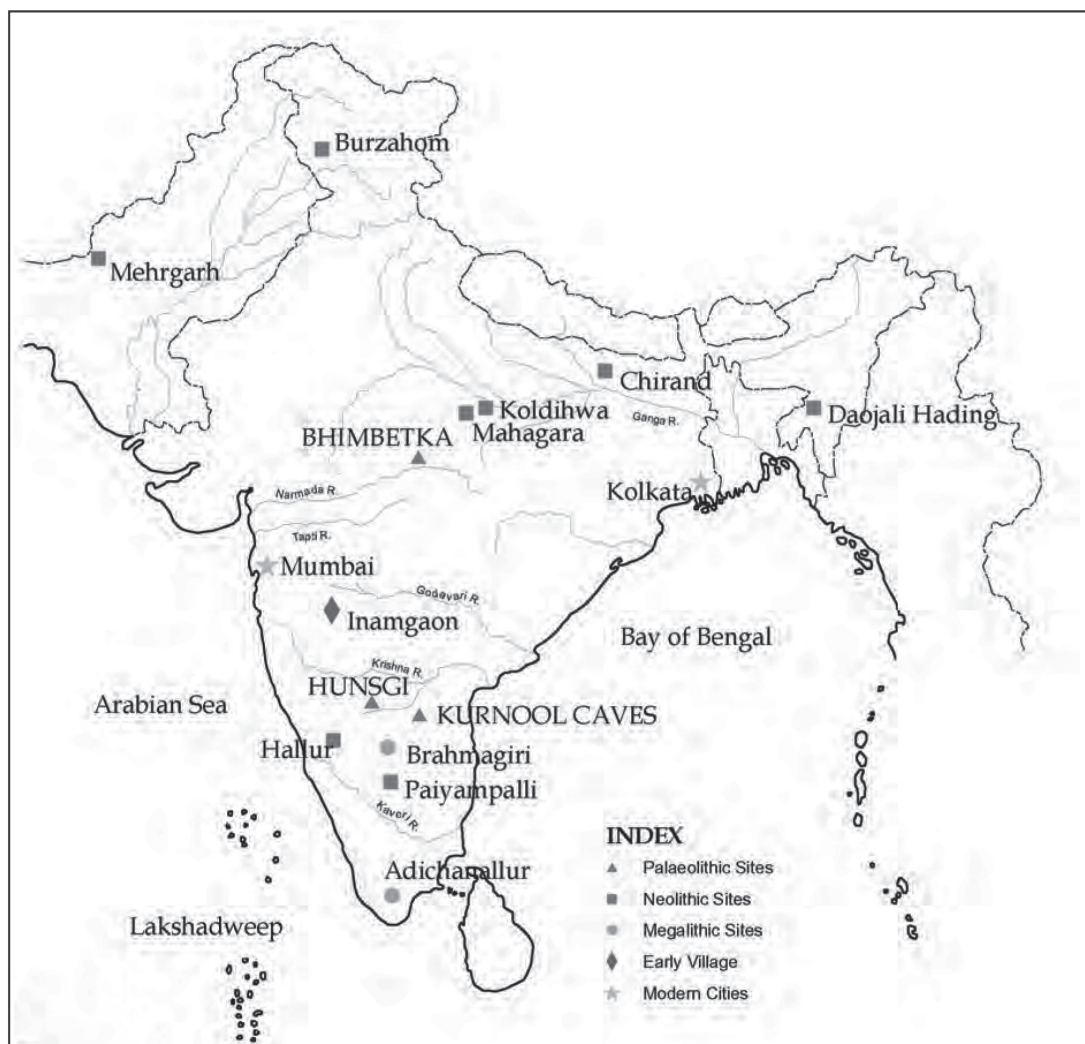 Burzahom
Mehrgarh
Chirand
Koldihwa
Mahagara
Ganga R.
Daojali Hading
BHIMBETKA
Kolkata
Narmada R.
Tapti R.
Mumbai
Godavari R.
Inamgaon
Bay of Bengal
Krishna R.
HUNSGI
Arabian Sea
KURNOOL CAVES
Hallur
Brahmagiri
Paiyampalli
Kaveri R.
INDEX
Palaeolithic Sites
Neolithic Sites
Megalithic Sites
Early Village
Modern Cities
Adichanallur
Lakshadweep